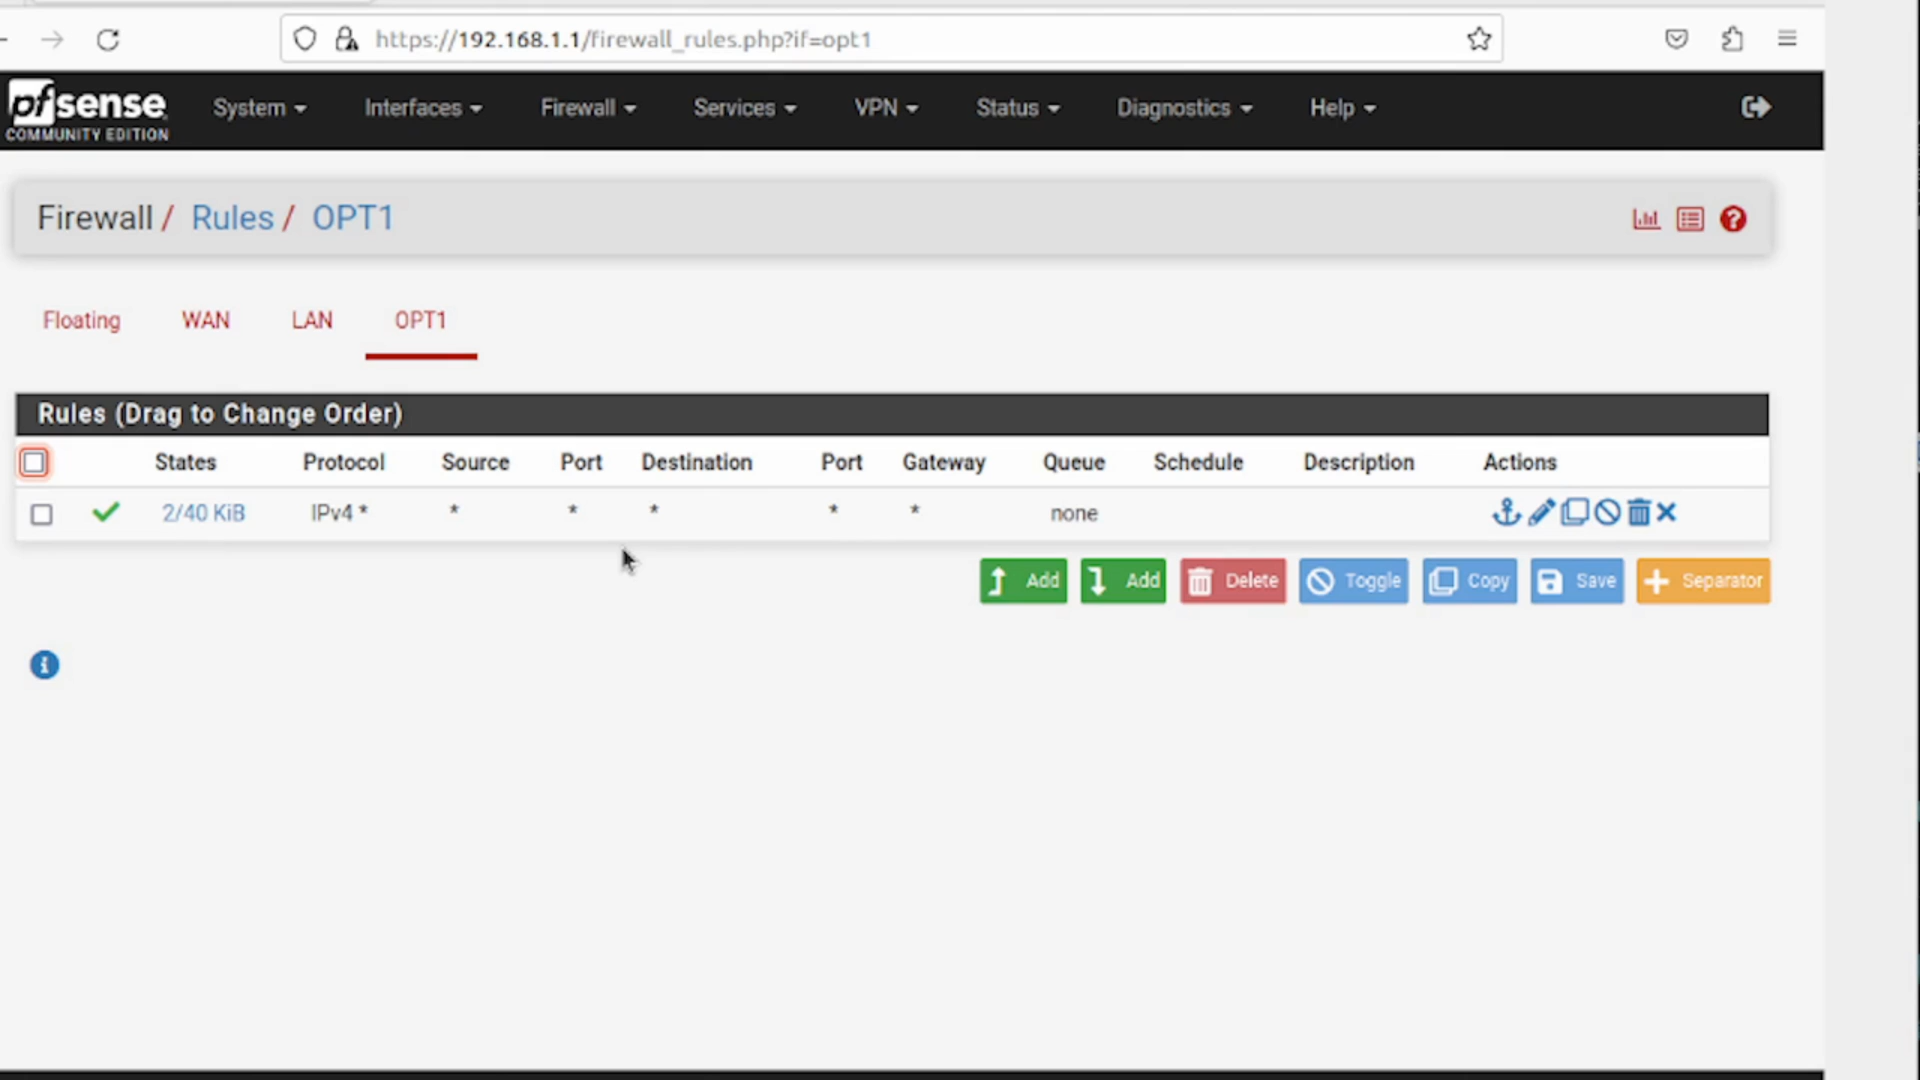 https://192.168.1.1/firewall_rules.php?if=opt1
pfsense
COMMUNITY EDITION
System
Interfaces
Firewall
Services
VPN
Status
Diagnostics
Help
Firewall / Rules / OPT1
Floating
WAN
LAN
OPT1
Rules (Drag to Change Order)
States Protocol Source Port Destination Port Gateway Queue Schedule Description Actions
2/40 KiB IPv4 * * * * * * none
Add
Add
Delete
Toggle
Copy
Save
Separator